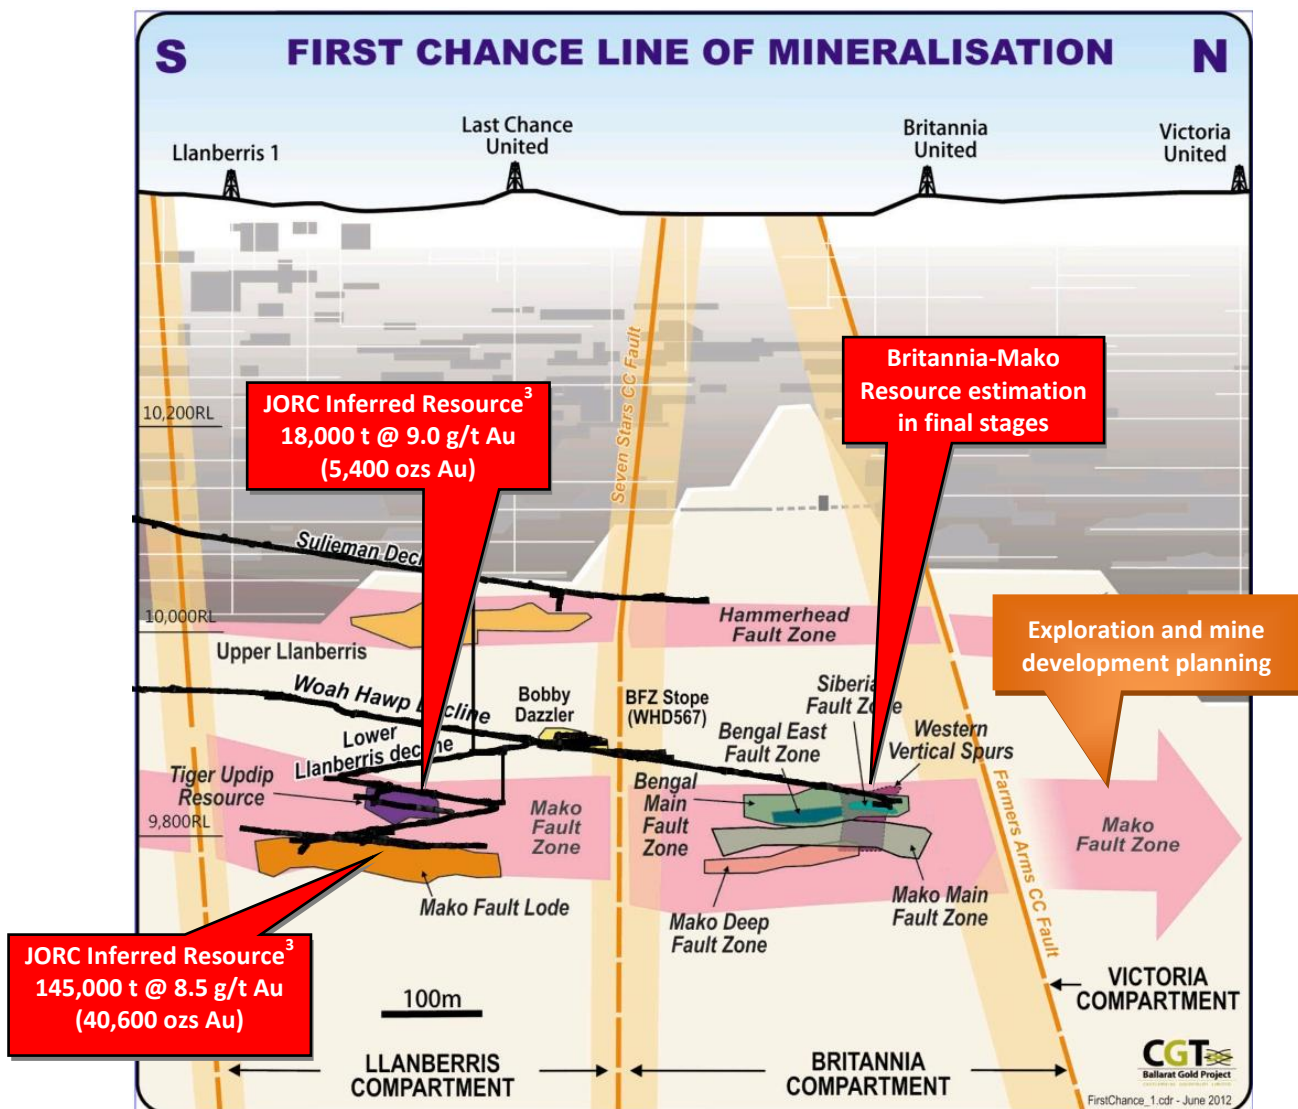 S
FIRST CHANCE LINE OF MINERALISATION
N
Llanberris 1
Last Chance
United
Britannia
United
Victoria
United
Seven Stars CC Fault
10,200RL
JORC Inferred Resource³
18,000 t @ 9.0 g/t Au
(5,400 ozs Au)
Britannia-Mako
Resource estimation
in final stages
Sulieman
10,000RL
Hammerhead
Fault Zone
Upper Llanberris
Exploration and mine
development planning
Woah Hawp
Bobby
Dazzler
BFZ Stope
(WHD567)
Fault
Western
Vertical Spurs
Bengal East
Fault Zone
Lower
Llanberris decline
Tiger Updip
Resource
Bengal
Main
Fault
Zone
Mako
Fault
Zone
9,800RL
Mako
Fault Zone
Farmers Arms CC Fault
Mako Fault Lode
Mako Deep
Fault Zone
Mako Main
Fault Zone
JORC Inferred Resource³
145,000 t @ 8.5 g/t Au
(40,600 ozs Au)
100m
VICTORIA
COMPARTMENT
LLANBERRIS
COMPARTMENT
BRITANNIA
COMPARTMENT
CGT
Ballarat Gold Project
FirstChance_1.cdr - June 2012